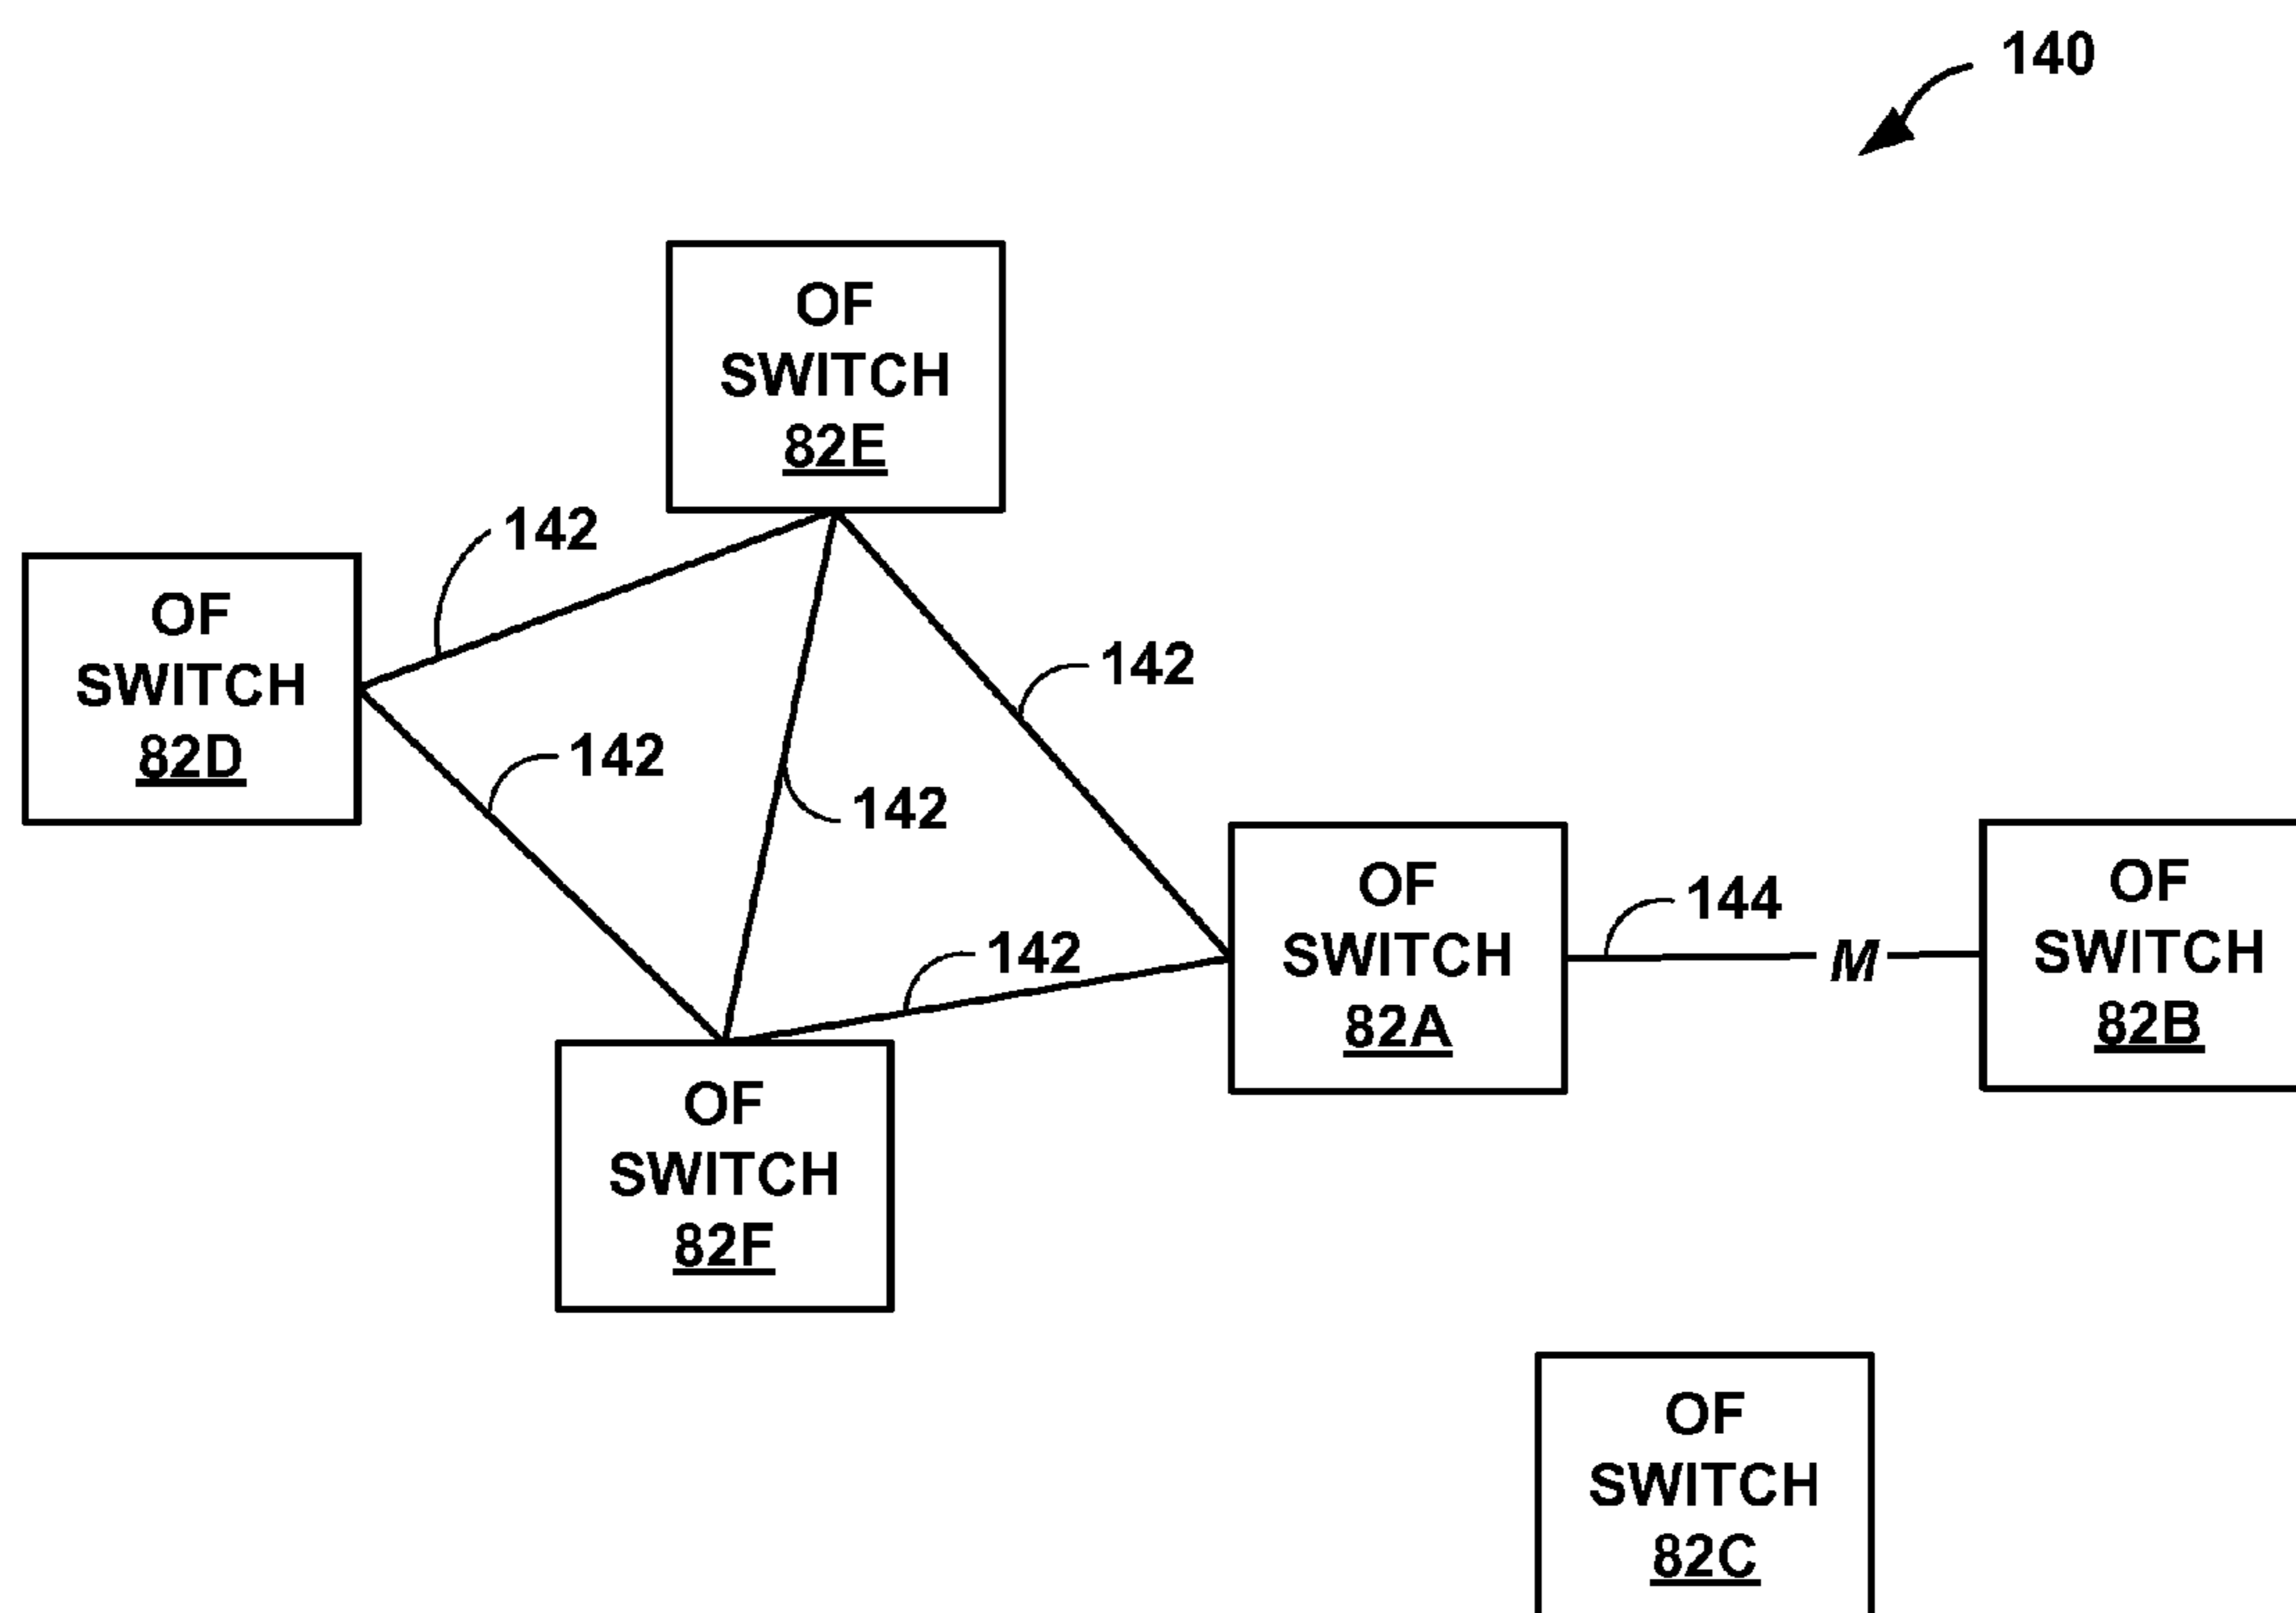 140
OF
SWITCH
82E
142
OF
SWITCH
82D
142
142
142
OF
SWITCH
82A
144
M
OF
SWITCH
82B
142
OF
SWITCH
82F
OF
SWITCH
82C